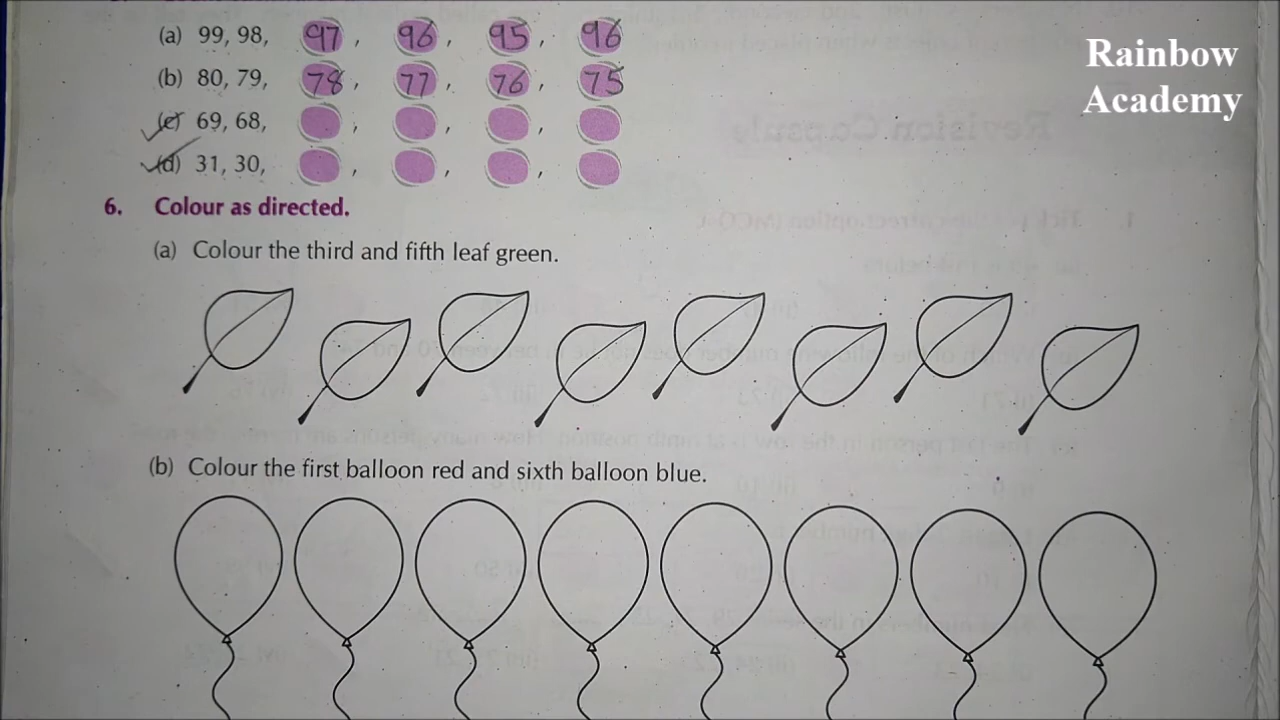 (a) 99, 98, 97, 96, 95, 96
(b) 80, 79, 78, 77, 76, 75
(c) 69, 68,
(d) 31, 30,
Rainbow
Academy
6. Colour as directed.
(a) Colour the third and fifth leaf green.
(b) Colour the first balloon red and sixth balloon blue.